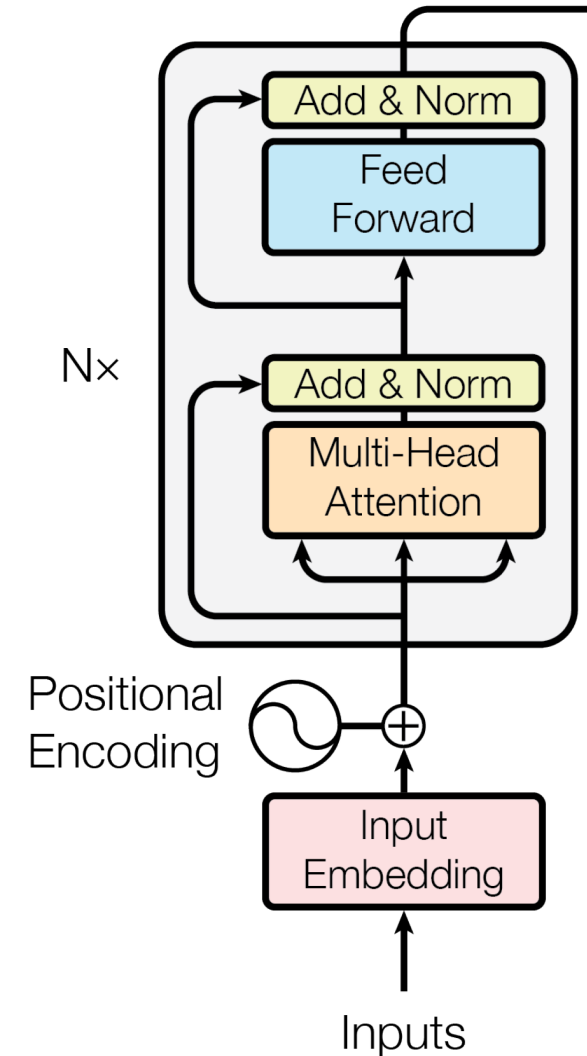 Add & Norm
Feed
Forward
N×
Add & Norm
Multi-Head
Attention
Positional
Encoding
Input
Embedding
Inputs